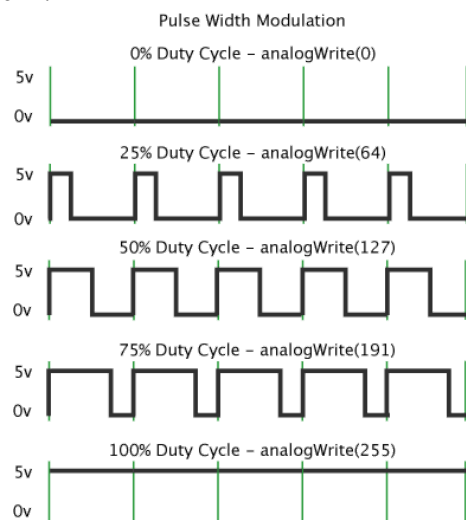 Pulse Width Modulation
0% Duty Cycle – analogWrite(0)
5v
0v
25% Duty Cycle – analogWrite(64)
5v
0v
50% Duty Cycle – analogWrite(127)
5v
0v
75% Duty Cycle – analogWrite(191)
5v
0v
100% Duty Cycle – analogWrite(255)
5v
0v